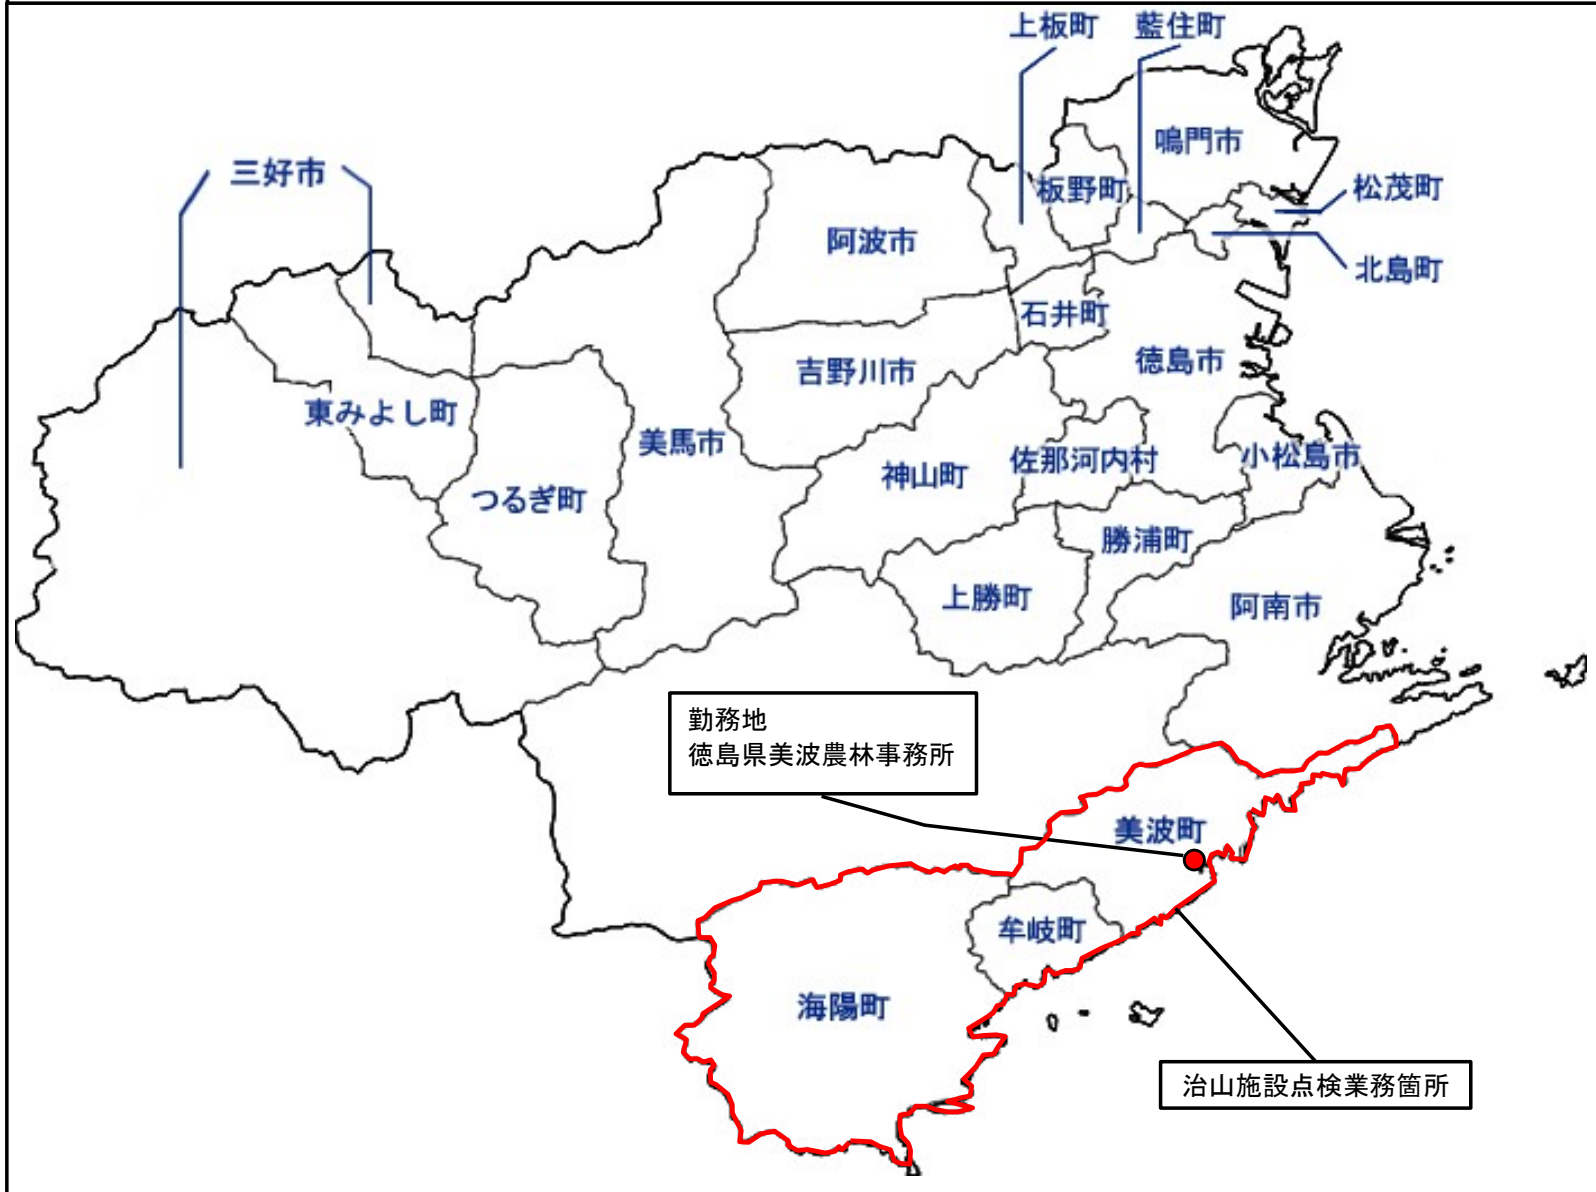 上板町
藍住町
鳴門市
三好市
板野町
松茂町
阿波市
北島町
石井町
徳島市
吉野川市
東みよし町
美馬市
佐那河内村
小松島市
神山町
つるぎ町
勝浦町
上勝町
阿南市
勤務地
徳島県美波農林事務所
美波町
牟岐町
海陽町
治山施設点検業務箇所